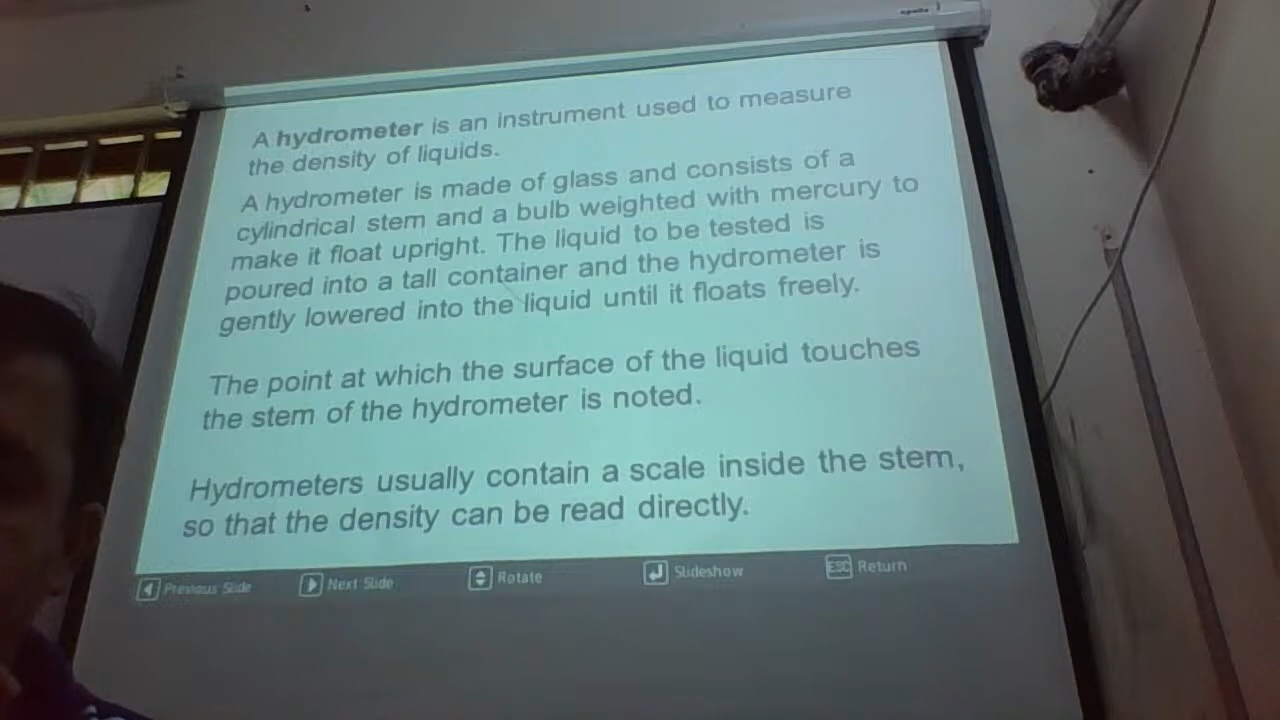 apollo
A hydrometer is an instrument used to measure
the density of liquids.
A hydrometer is made of glass and consists of a
cylindrical stem and a bulb weighted with mercury to
make it float upright. The liquid to be tested is
poured into a tall container and the hydrometer is
gently lowered into the liquid until it floats freely.
The point at which the surface of the liquid touches
the stem of the hydrometer is noted.
Hydrometers usually contain a scale inside the stem,
so that the density can be read directly.
Previous Slide Next Slide Rotate Slideshow ESC Return